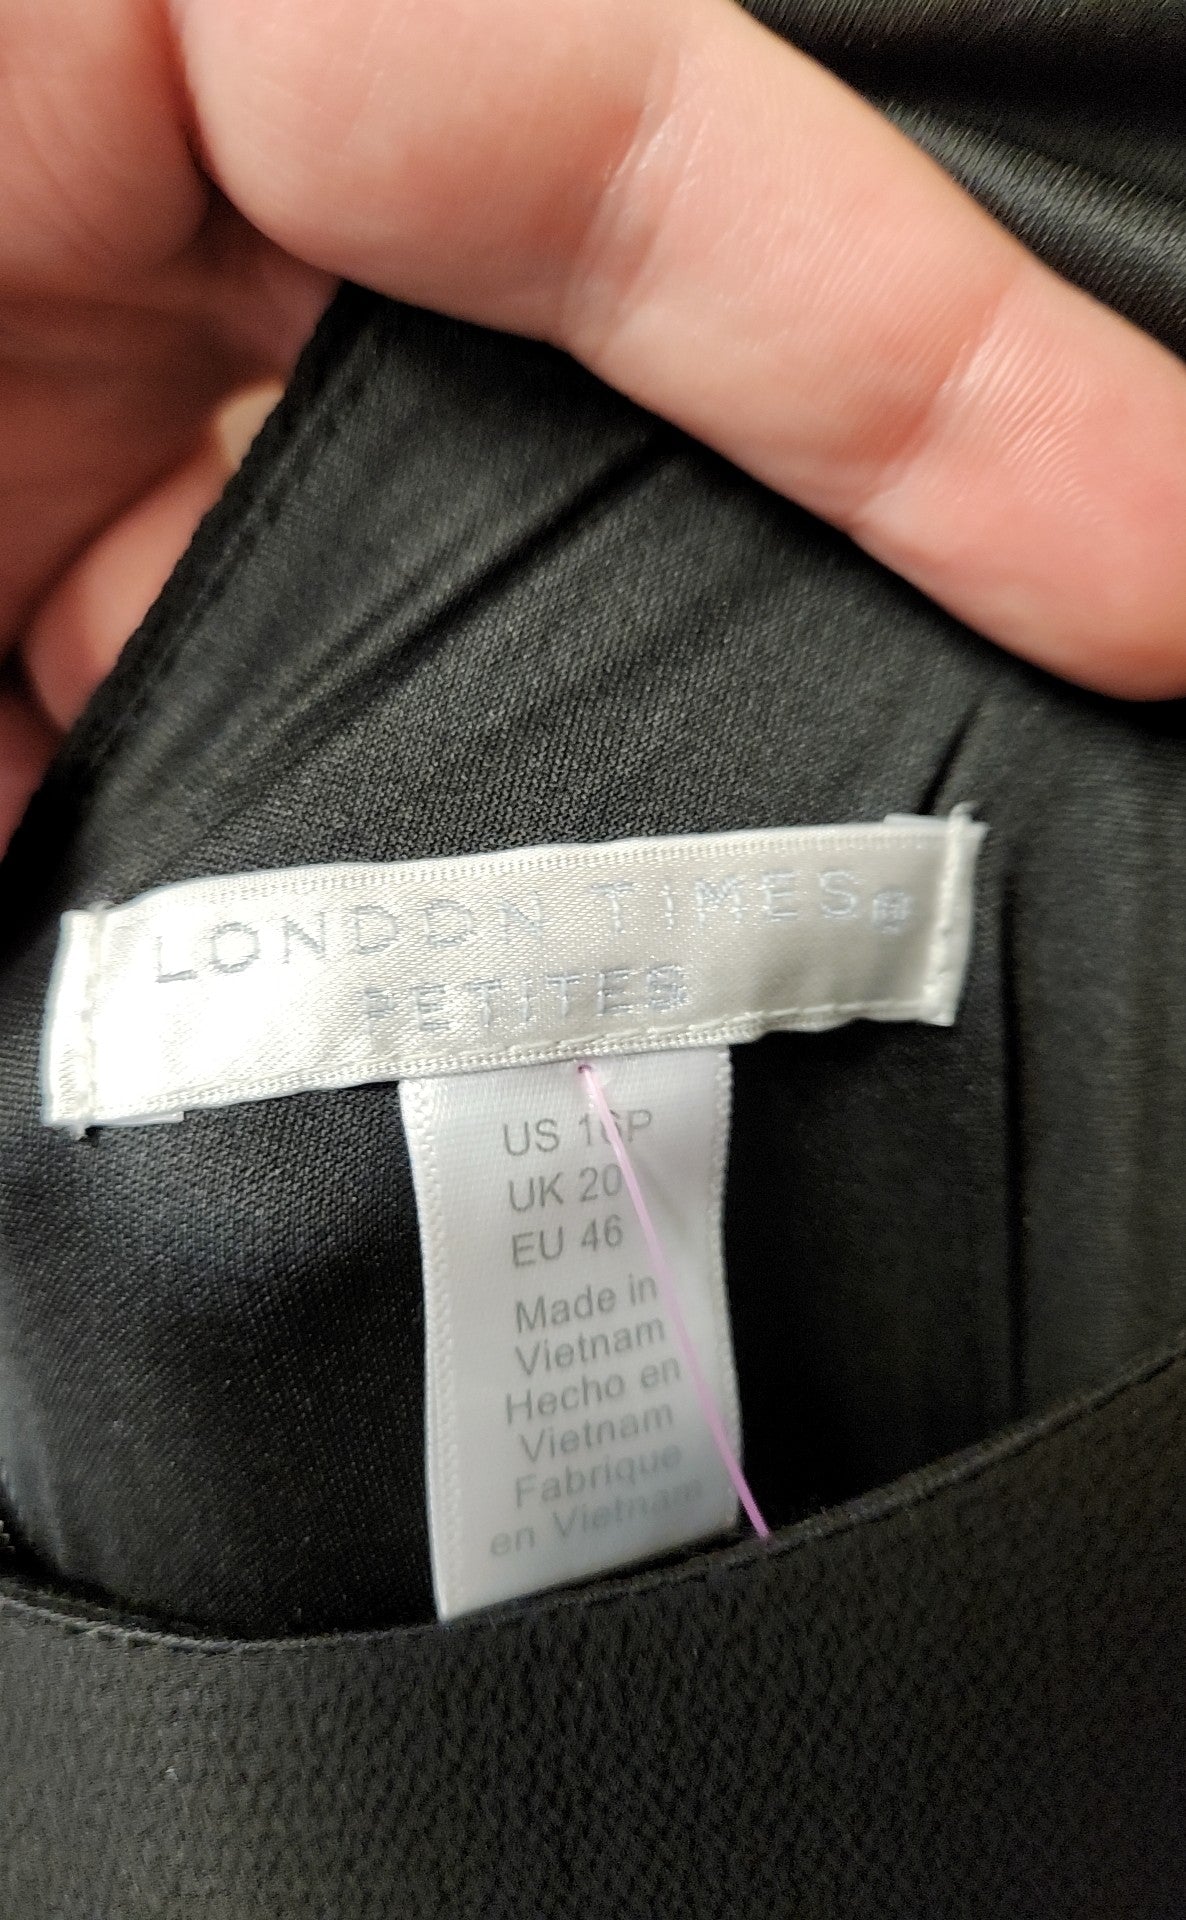 LONDON TIMES®
PETITES
US 16P
UK 20
EU 46
Made in
Vietnam
Hecho en
Vietnam
Fabrique
en Vietnam